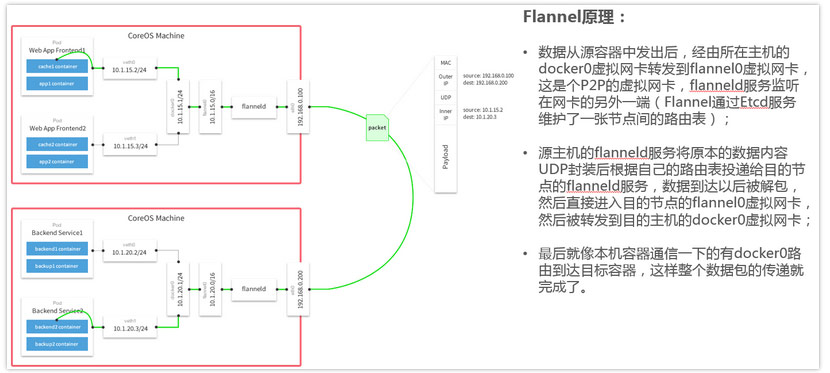 CoreOS Machine
Pod
Web App Frontend1
cache1 container
app1 container
veth0
10.1.15.2/24
Pod
Web App Frontend2
cache2 container
app2 container
veth1
10.1.15.3/24
docker0
10.1.15.1/24
flannel0
10.1.15.0/16
flanneld
eth0
192.168.0.100
packet
MAC
Outer
IP
source: 192.168.0.100
dest: 192.168.0.200
UDP
Inner
IP
source: 10.1.15.2
dest: 10.1.20.3
Payload
CoreOS Machine
Pod
Backend Service1
backend1 container
backup1 container
veth0
10.1.20.2/24
Pod
Backend Service2
backend2 container
backup2 container
veth1
10.1.20.3/24
docker0
10.1.20.1/24
flannel0
10.1.20.0/16
flanneld
eth0
192.168.0.200
Flannel原理：
• 数据从源容器中发出后，经由所在主机的
docker0虚拟网卡转发到flannel0虚拟网卡，
这是个P2P的虚拟网卡，flanneld服务监听
在网卡的另外一端（Flannel通过Etcd服务
维护了一张节点间的路由表）；
• 源主机的flanneld服务将原本的数据内容
UDP封装后根据自己的路由表投递给目的节
点的flanneld服务，数据到达以后被解包，
然后直接进入目的节点的flannel0虚拟网卡，
然后被转发到目的主机的docker0虚拟网卡；
• 最后就像本机容器通信一下的有docker0路
由到达目标容器，这样整个数据包的传递就
完成了。